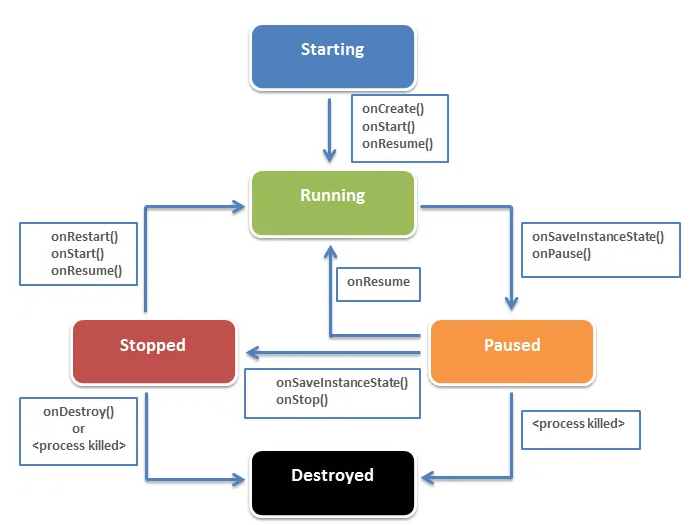 Starting
onCreate()
onStart()
onResume()
Running
onRestart()
onStart()
onResume()
onSaveInstanceState()
onPause()
onResume
Stopped
Paused
onSaveInstanceState()
onStop()
onDestroy()
or
<process killed>
<process killed>
Destroyed